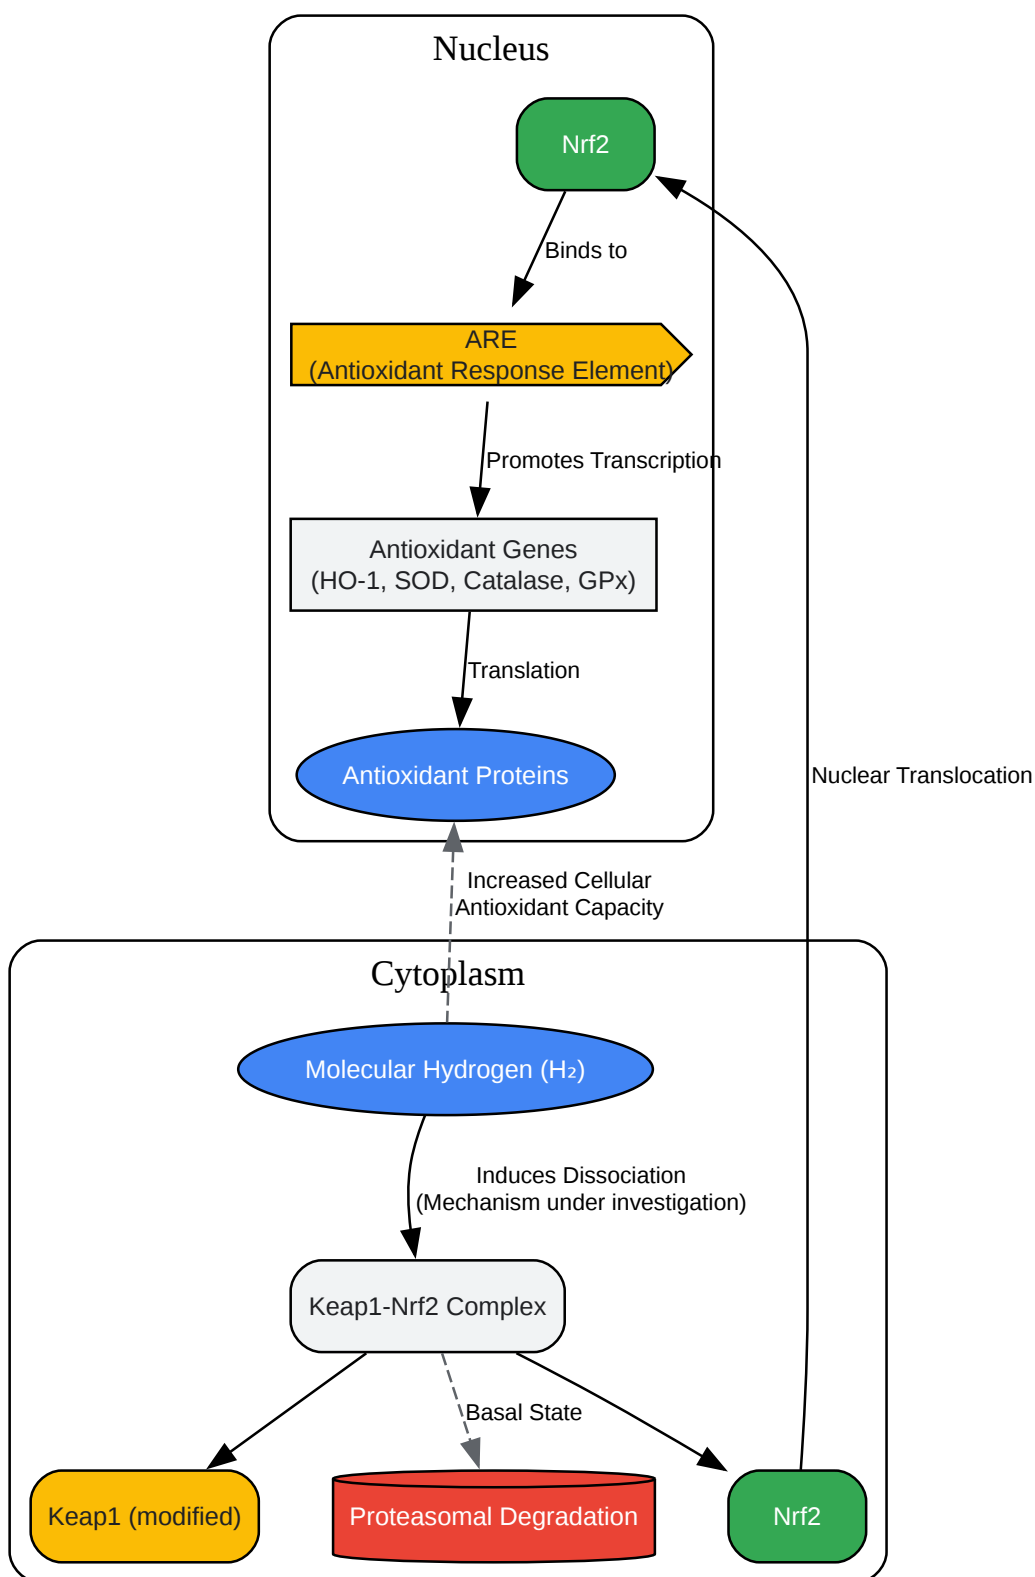 Nucleus
Nrf2
Binds to
ARE
(Antioxidant Response Element)
Promotes Transcription
Antioxidant Genes
(HO-1, SOD, Catalase, GPx)
Translation
Antioxidant Proteins
Nuclear Translocation
Increased Cellular
Antioxidant Capacity
Cytoplasm
Molecular Hydrogen (H₂)
Induces Dissociation
(Mechanism under investigation)
Keap1-Nrf2 Complex
Basal State
Keap1 (modified)
Proteasomal Degradation
Nrf2